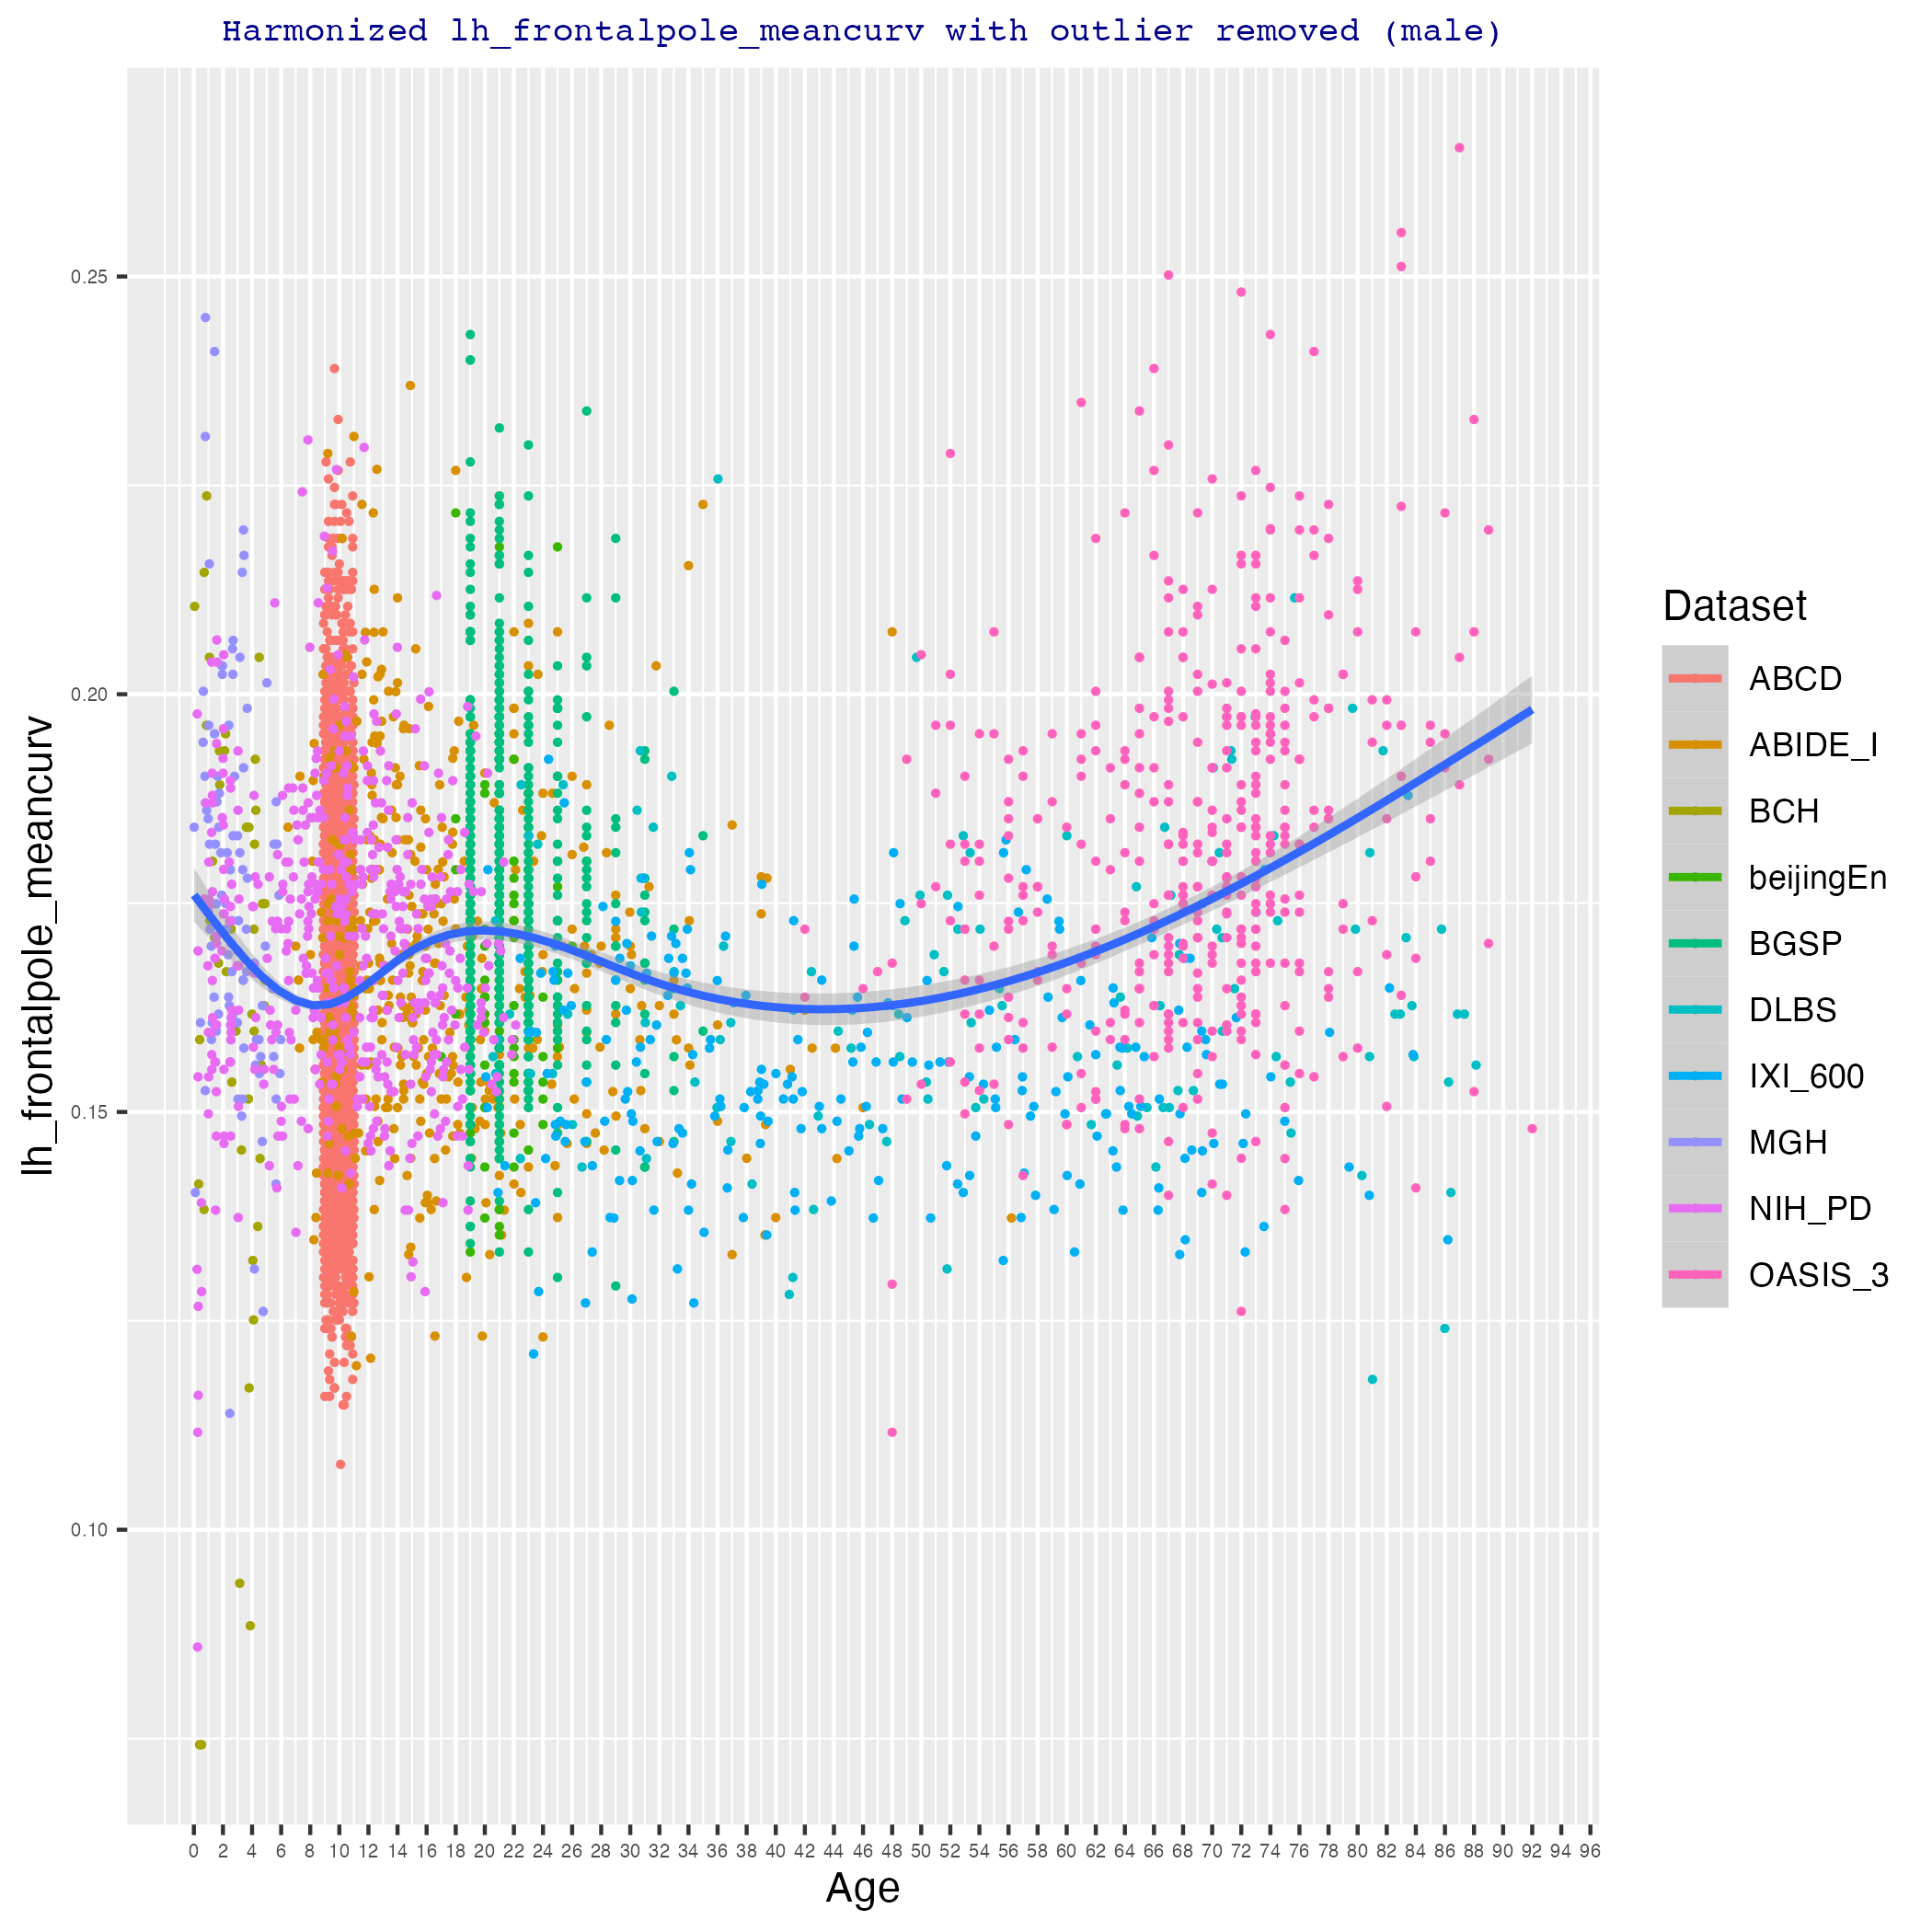 Harmonized lh_frontalpole_meancurv with outlier removed (male)
lh_frontalpole_meancurv
0.25
0.20
0.15
0.10
0 2 4 6 8 10 12 14 16 18 20 22 24 26 28 30 32 34 36 38 40 42 44 46 48 50 52 54 56 58 60 62 64 66 68 70 72 74 76 78 80 82 84 86 88 90 92 94 96
Age
Dataset
ABCD
ABIDE_I
BCH
beijingEn
BGSP
DLBS
IXI_600
MGH
NIH_PD
OASIS_3